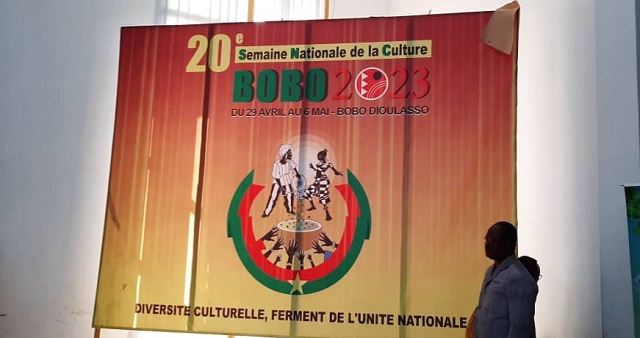 20e Semaine Nationale de la Culture
BOBO 2023
DU 29 AVRIL AU 6 MAI - BOBO DIOULASSO
DIVERSITE CULTURELLE, FERMENT DE L'UNITE NATIONALE